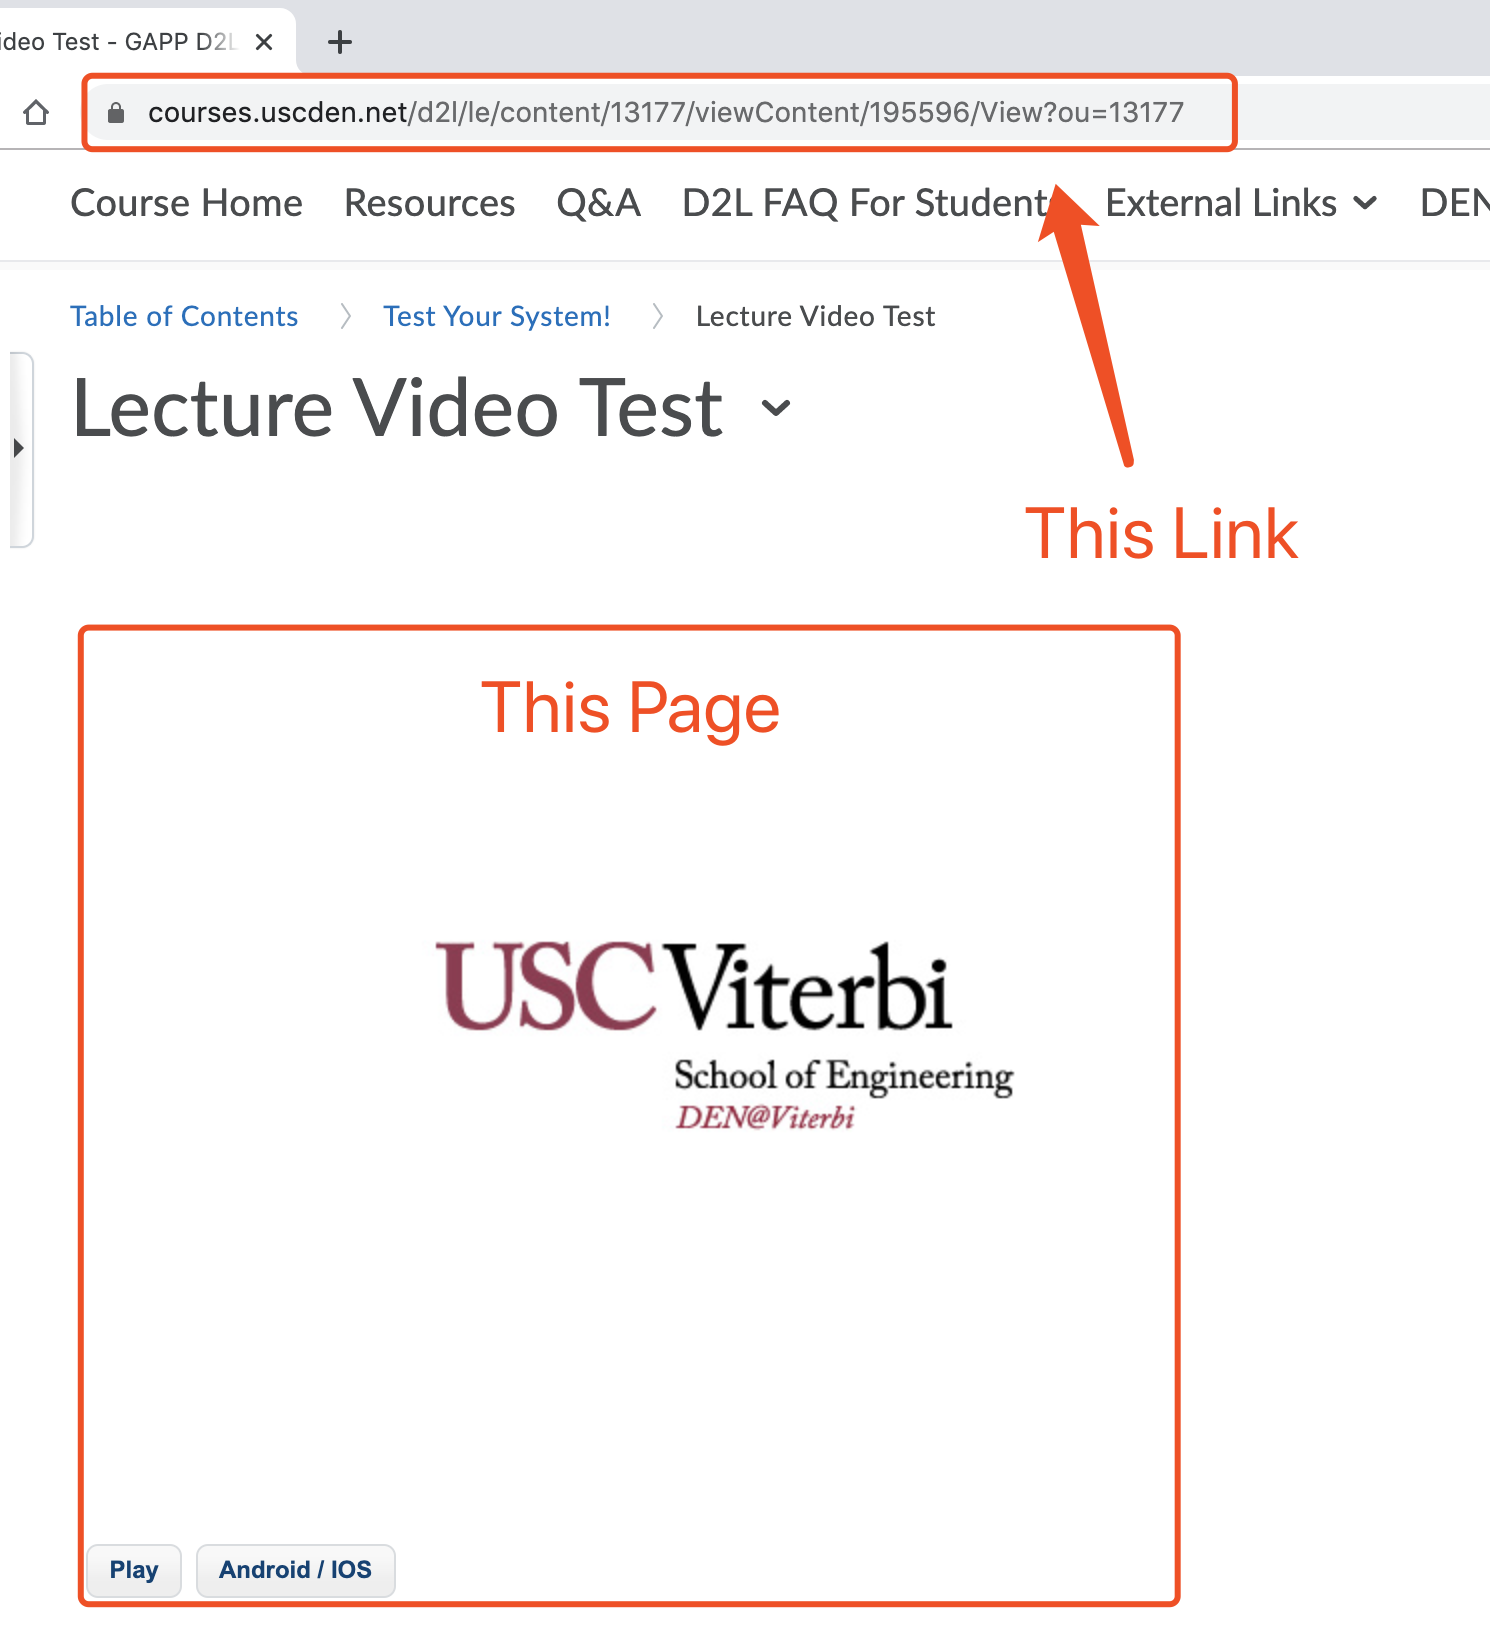 ideo Test - GAPP D2L
courses.uscden.net/d2l/le/content/13177/viewContent/195596/View?ou=13177
Course Home Resources Q&A D2L FAQ For Student External Links DEN
Table of Contents Test Your System! Lecture Video Test
Lecture Video Test
This Link
This Page
USC Viterbi
School of Engineering
DEN@Viterbi
Play Android / IOS